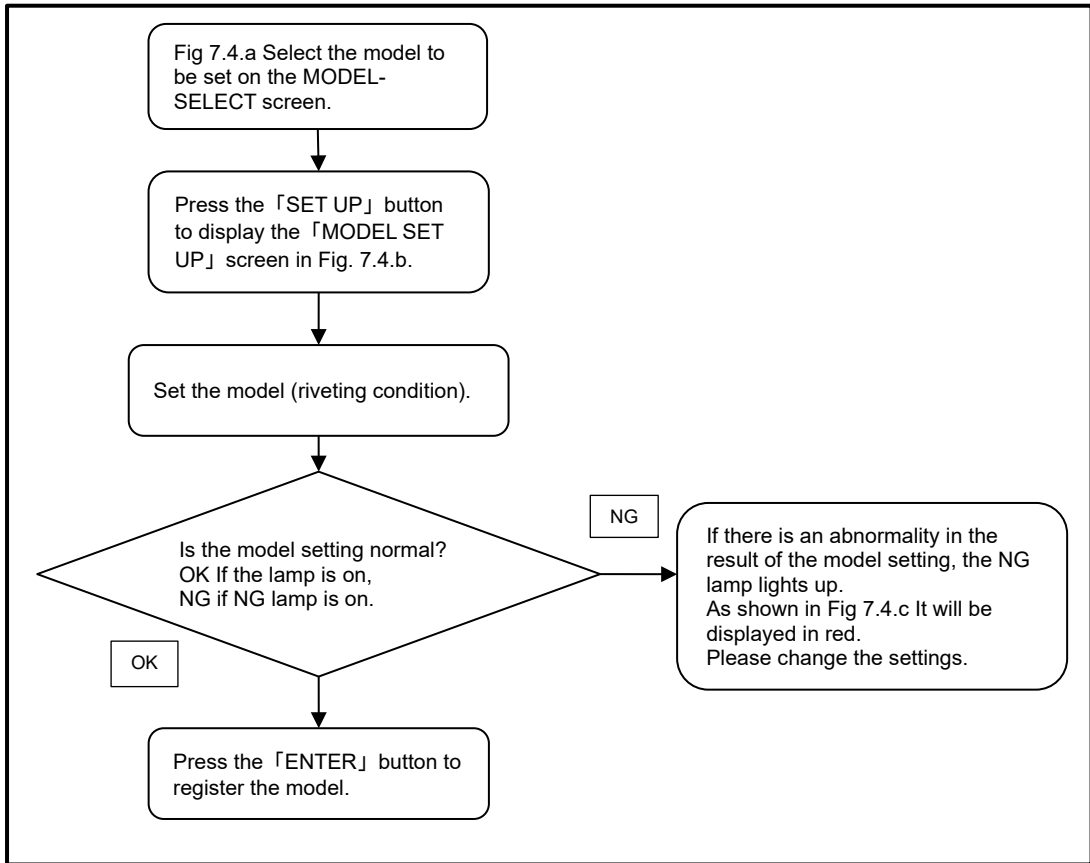 Fig 7.4.a Select the model to
be set on the MODEL-
SELECT screen.
Press the「SET UP」button
to display the「MODEL SET
UP」screen in Fig. 7.4.b.
Set the model (riveting condition).
Is the model setting normal?
OK If the lamp is on,
NG if NG lamp is on.
NG
If there is an abnormality in the
result of the model setting, the NG
lamp lights up.
As shown in Fig 7.4.c It will be
displayed in red.
Please change the settings.
OK
Press the「ENTER」button to
register the model.